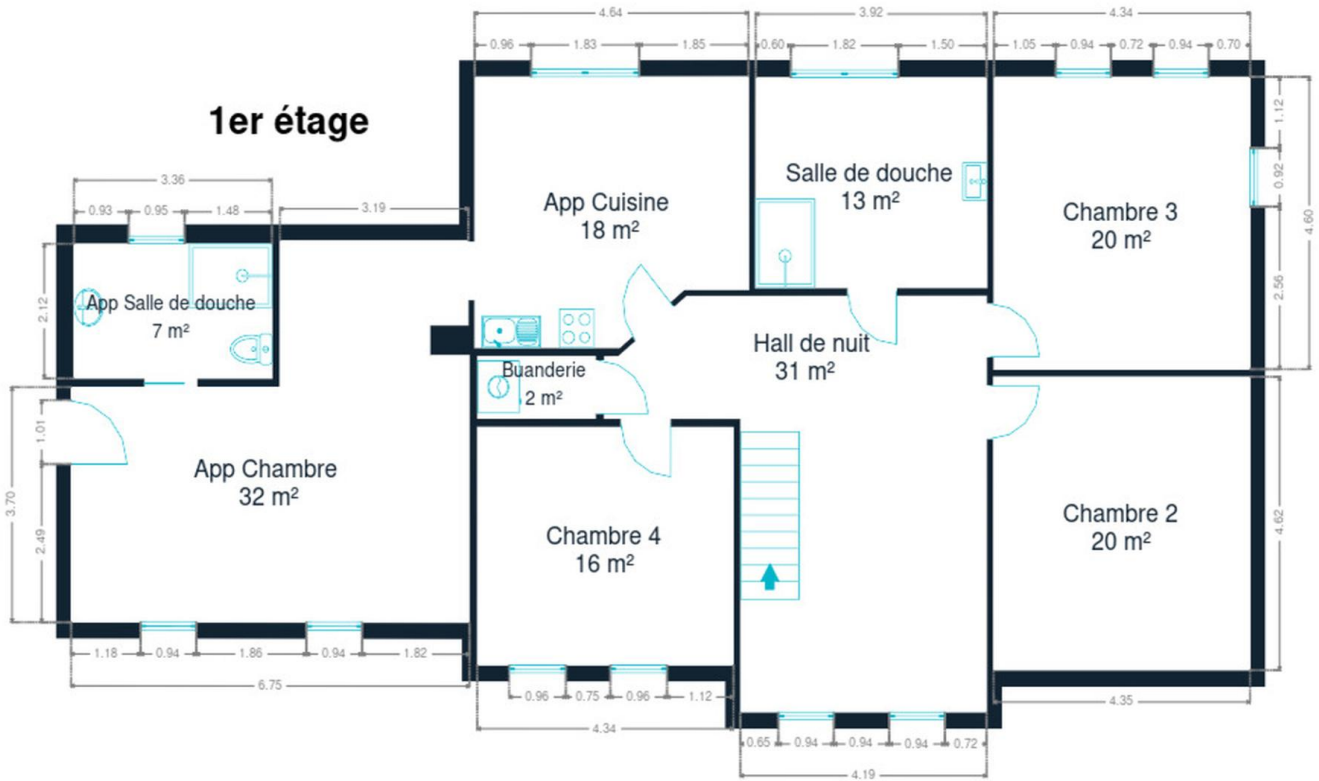 4.64
3.92
4.34
0.96
1.83
1.85
0.60
1.82
1.50
1.05
0.94
0.72
0.94
0.70
1er étage
1.12
0.92
2.56
4.60
3.36
0.93
0.95
1.48
3.19
App Cuisine
18 m²
Salle de douche
13 m²
Chambre 3
20 m²
2.12
App Salle de douche
7 m²
Hall de nuit
31 m²
Buanderie
2 m²
1.01
2.49
3.70
App Chambre
32 m²
Chambre 4
16 m²
Chambre 2
20 m²
4.62
1.18
0.94
1.86
0.94
1.82
6.75
0.96
0.75
0.96
1.12
4.34
0.65
0.94
0.94
0.94
0.72
4.19
4.35